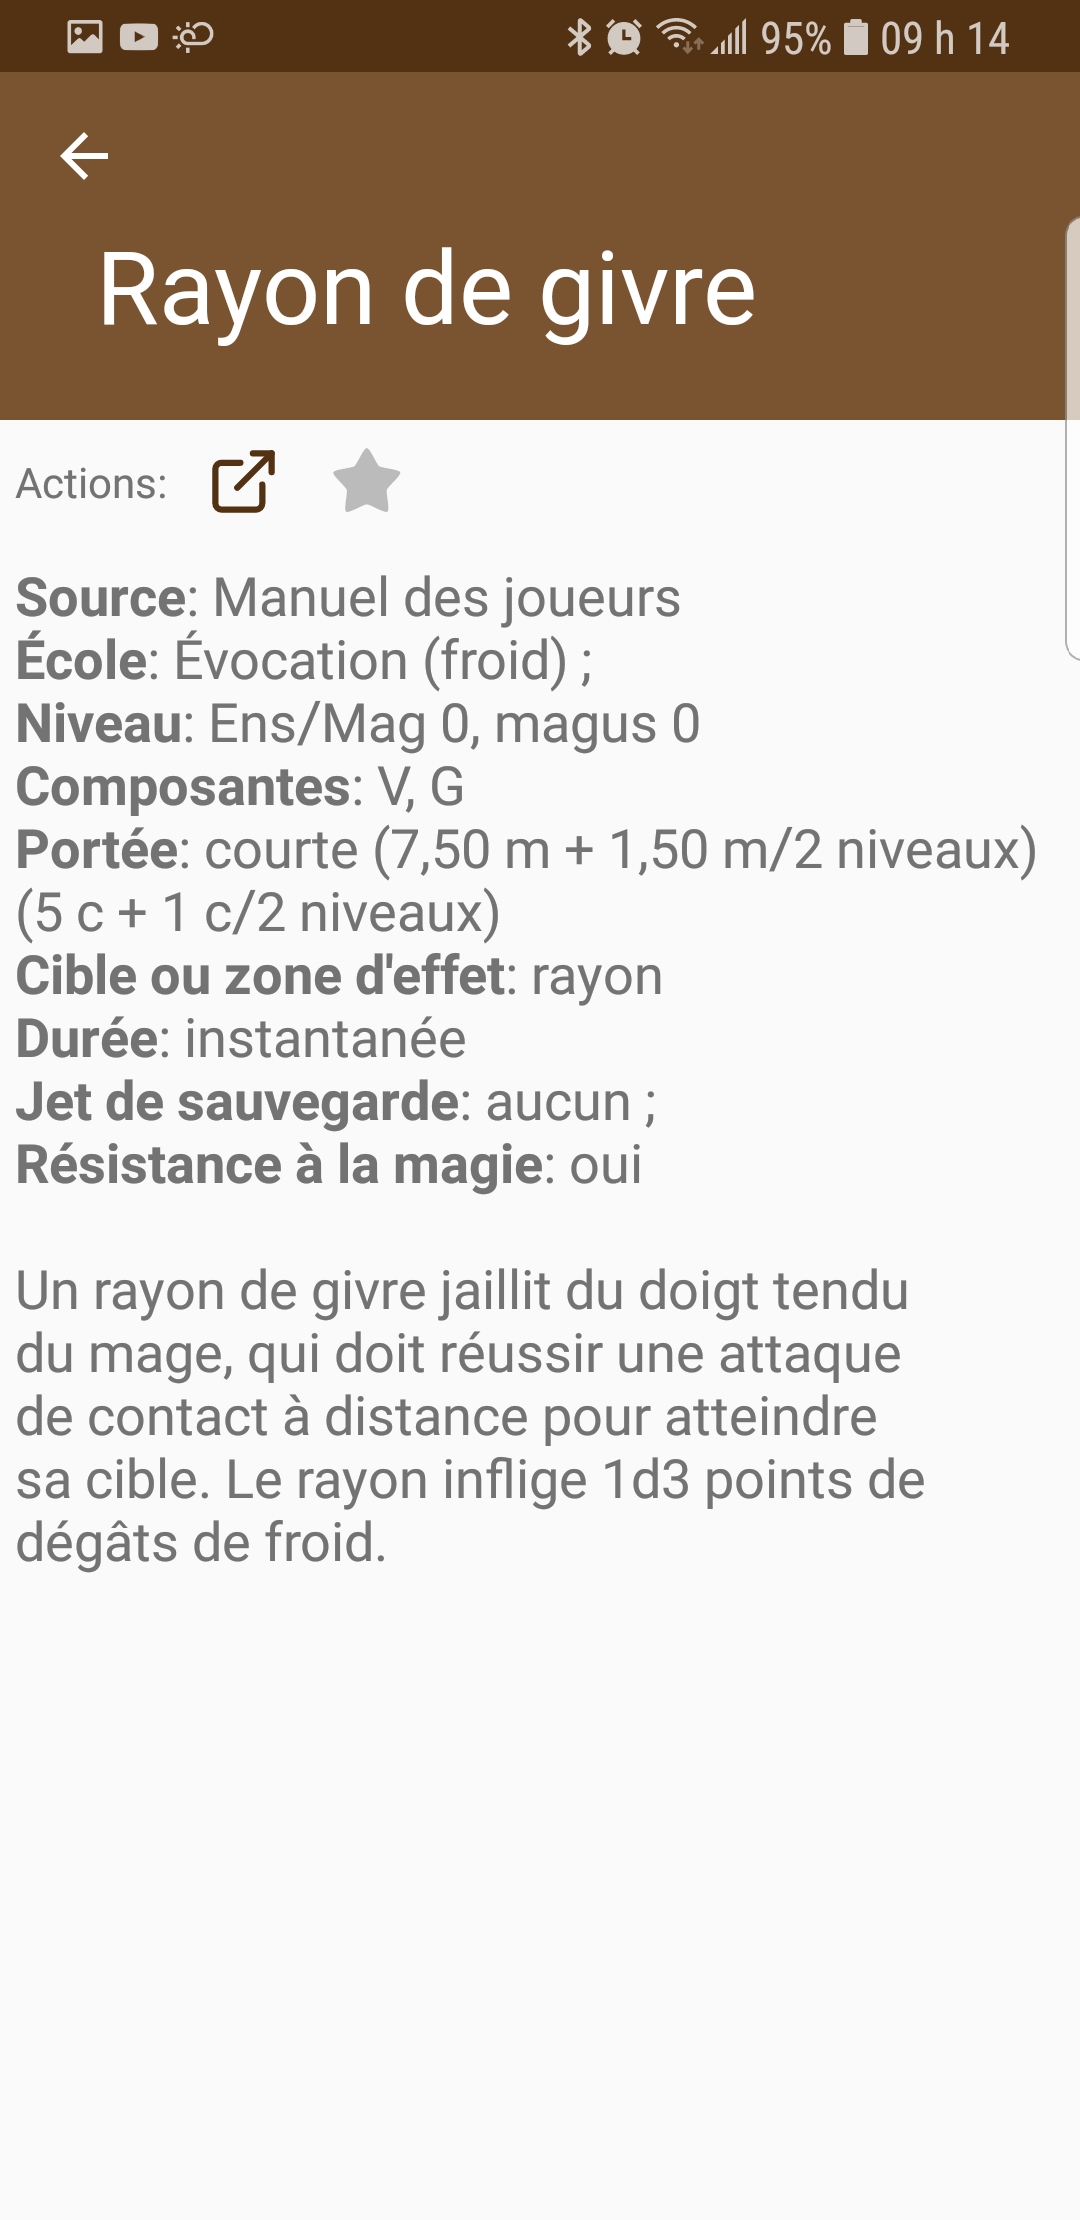 95% 09 h 14
Rayon de givre
Actions:
Source: Manuel des joueurs
École: Évocation (froid) ;
Niveau: Ens/Mag 0, magus 0
Composantes: V, G
Portée: courte (7,50 m + 1,50 m/2 niveaux)
(5 c + 1 c/2 niveaux)
Cible ou zone d'effet: rayon
Durée: instantanée
Jet de sauvegarde: aucun ;
Résistance à la magie: oui
Un rayon de givre jaillit du doigt tendu
du mage, qui doit réussir une attaque
de contact à distance pour atteindre
sa cible. Le rayon inflige 1d3 points de
dégâts de froid.